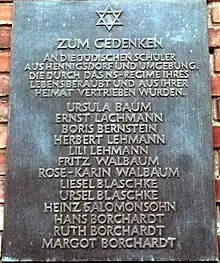 ZUM GEDENKEN
AN DIE JÜDISCHEN SCHÜLER
AUS HENNIGSDORF UND UMGEBUNG,
DIE DURCH DAS NS-REGIME IHRES
LEBENS BERAUBT UND AUS IHRER
HEIMAT VERTRIEBEN WURDEN.
URSULA BAUM
ERNST LACHMANN
BORIS BERNSTEIN
HERBERT LEHMANN
LEHMANN
FRITZ WALBAUM
ROSE-KARIN WALBAUM
LIESEL BLASCHKE
URSEL BLASCHKE
HEINZ SALOMONSOHN
HANS BORCHARDT
RUTH BORCHARDT
MARGOT BORCHARDT